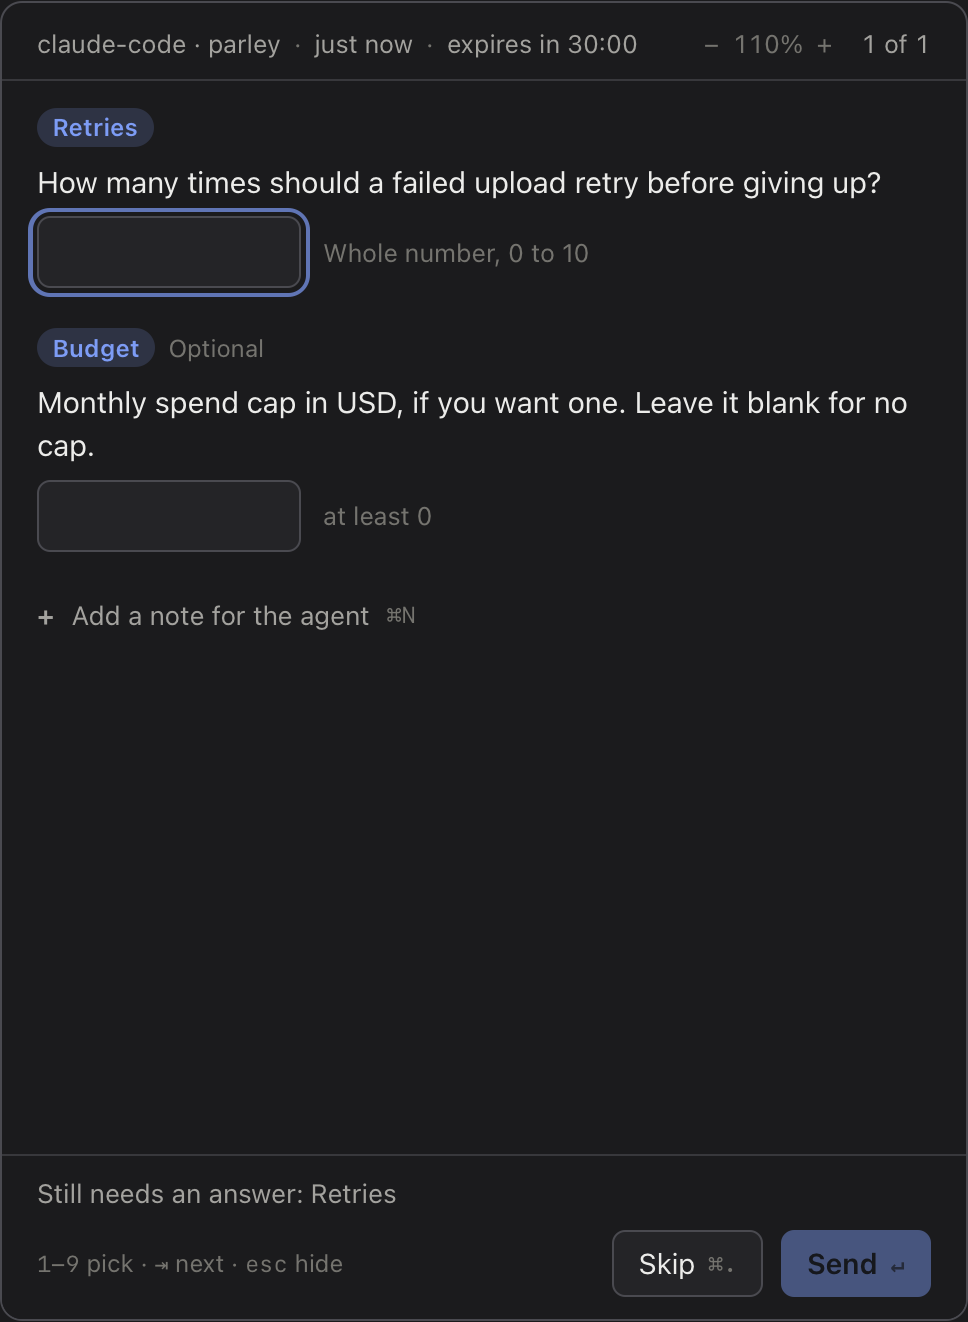 claude-code · parley · just now · expires in 30:00 − 110% + 1 of 1
Retries
How many times should a failed upload retry before giving up?
Whole number, 0 to 10
Budget Optional
Monthly spend cap in USD, if you want one. Leave it blank for no
cap.
at least 0
+ Add a note for the agent ⌘N
Still needs an answer: Retries
1–9 pick · ⇥ next · esc hide Skip ⌘. Send ↵